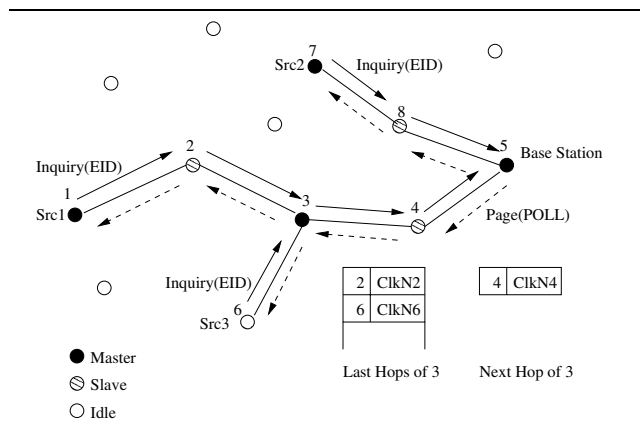 7
Src2
Inquiry(EID)
8
2
5
Inquiry(EID)
Base Station
1
3
4
Src1
Page(POLL)
Inquiry(EID)
2 ClkN2
4 ClkN4
6
6 ClkN6
Src3
Master
Last Hops of 3
Next Hop of 3
Slave
Idle